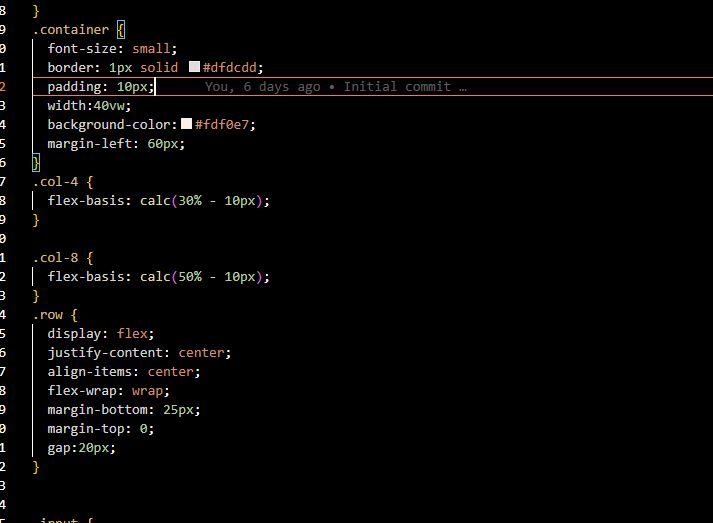 8 }
9 .container {
0 font-size: small;
1 border: 1px solid #dfdcdd;
2 padding: 10px; You, 6 days ago • Initial commit …
3 width:40vw;
4 background-color:#fdf0e7;
5 margin-left: 60px;
6 }
7 .col-4 {
8 flex-basis: calc(30% - 10px);
9 }
0
1 .col-8 {
2 flex-basis: calc(50% - 10px);
3 }
4 .row {
5 display: flex;
6 justify-content: center;
7 align-items: center;
8 flex-wrap: wrap;
9 margin-bottom: 25px;
0 margin-top: 0;
1 gap:20px;
2 }
3
4
5 .input {